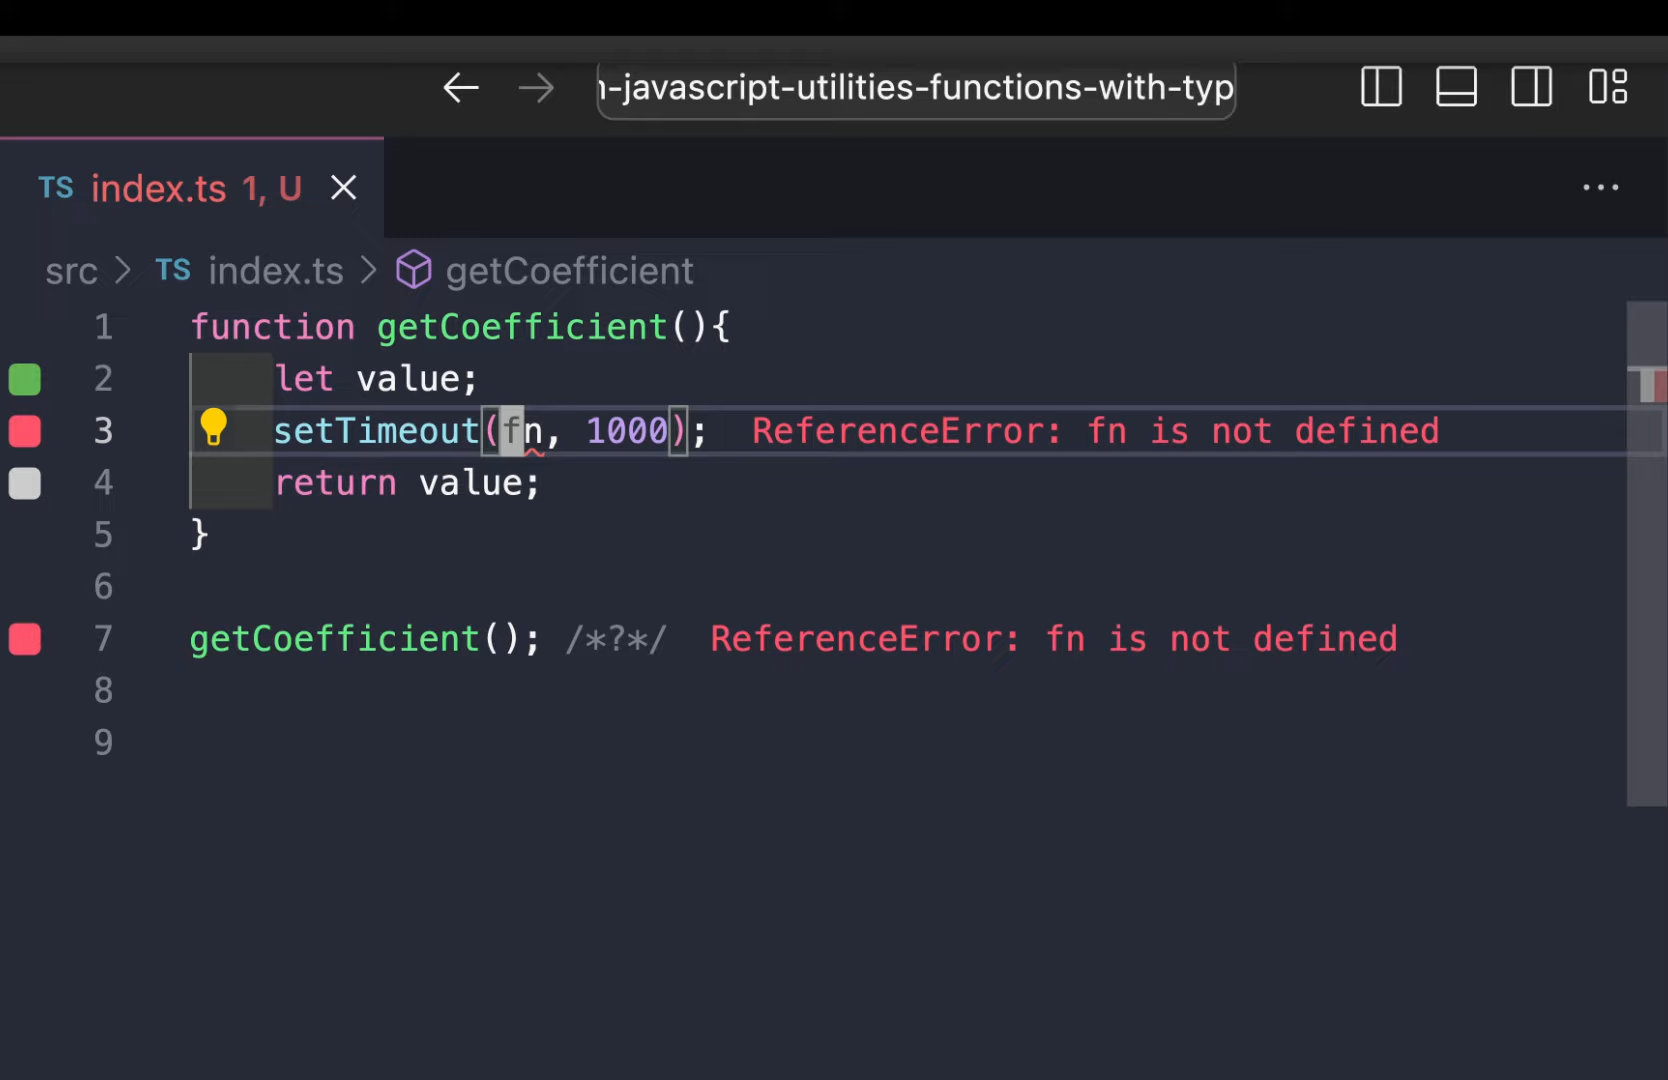 -javascript-utilities-functions-with-typ
TS index.ts 1, U
src > TS index.ts > getCoefficient
1 function getCoefficient(){
2 let value;
3 setTimeout(fn, 1000); ReferenceError: fn is not defined
4 return value;
5 }
6
7 getCoefficient(); /*?*/ ReferenceError: fn is not defined
8
9